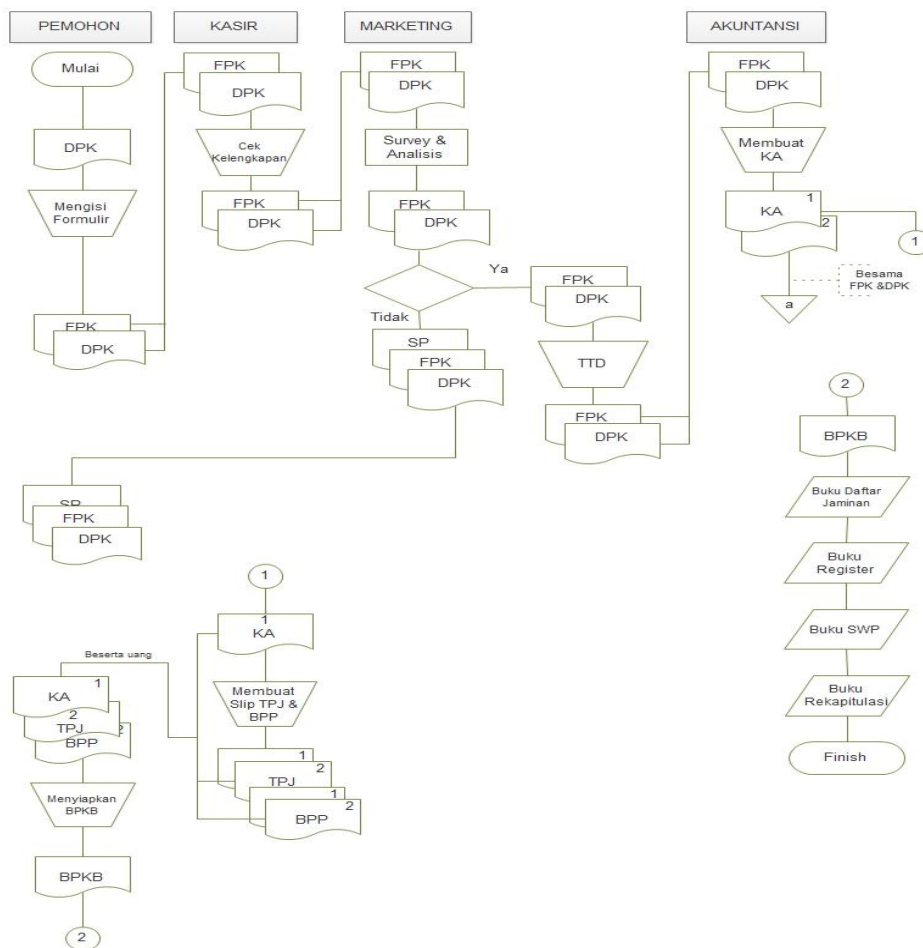 PEMOHON
KASIR
MARKETING
AKUNTANSI
Mulai
DPK
Mengisi
Formulir
FPK
DPK
FPK
DPK
Cek
Kelengkapan
FPK
DPK
FPK
DPK
Survey &
Analisis
FPK
DPK
Ya
Tidak
SP
FPK
DPK
FPK
DPK
TTD
FPK
DPK
FPK
DPK
Membuat
KA
1
KA
2
1
Besama
FPK &DPK
a
SP
FPK
DPK
1
1
KA
Membuat
Slip TPJ &
BPP
1
2
TPJ
1
2
BPP
Beserta uang
1
KA
2
TPJ
2
BPP
Menyiapkan
BPKB
BPKB
2
2
BPKB
Buku Daftar
Jaminan
Buku
Register
Buku SWP
Buku
Rekapitulasi
Finish